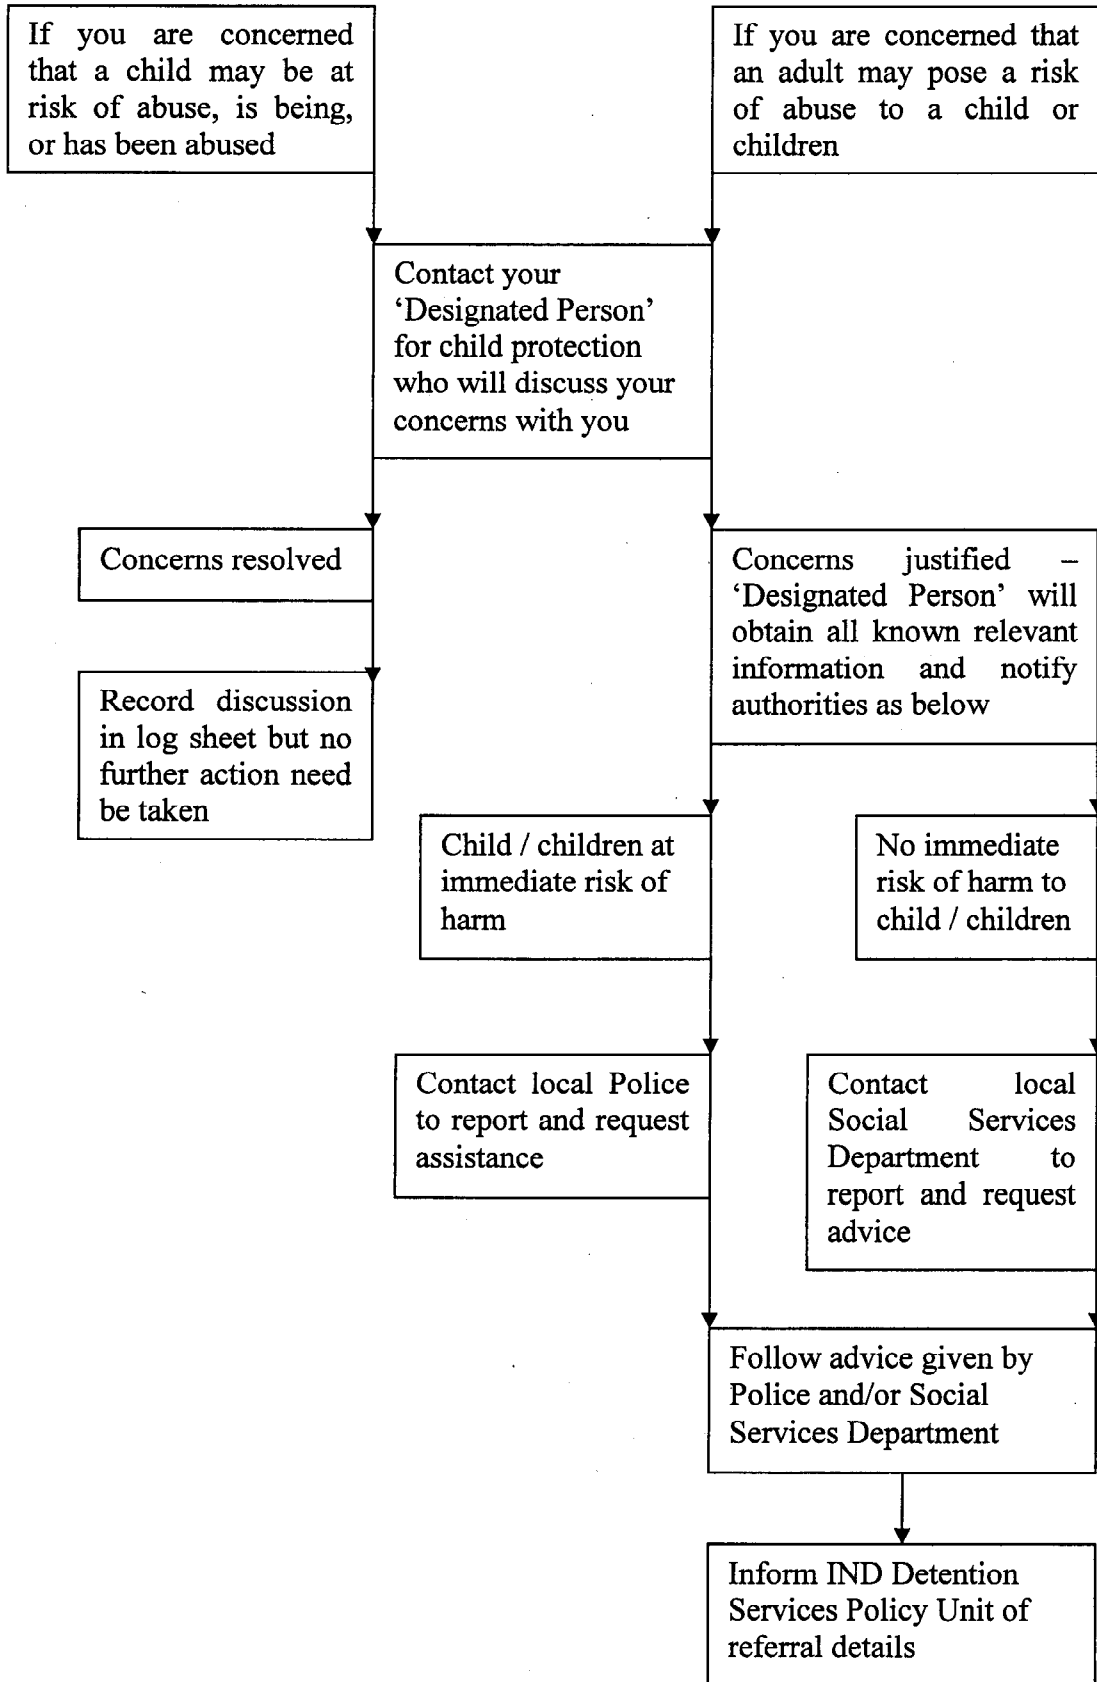 If you are concerned
that a child may be at
risk of abuse, is being,
or has been abused
If you are concerned that
an adult may pose a risk
of abuse to a child or
children
Contact your
‘Designated Person’
for child protection
who will discuss your
concerns with you
Concerns resolved
Record discussion
in log sheet but no
further action need
be taken
Concerns justified –
‘Designated Person’ will
obtain all known relevant
information and notify
authorities as below
Child / children at
immediate risk of
harm
No immediate
risk of harm to
child / children
Contact local Police
to report and request
assistance
Contact local
Social Services
Department to
report and request
advice
Follow advice given by
Police and/or Social
Services Department
Inform IND Detention
Services Policy Unit of
referral details